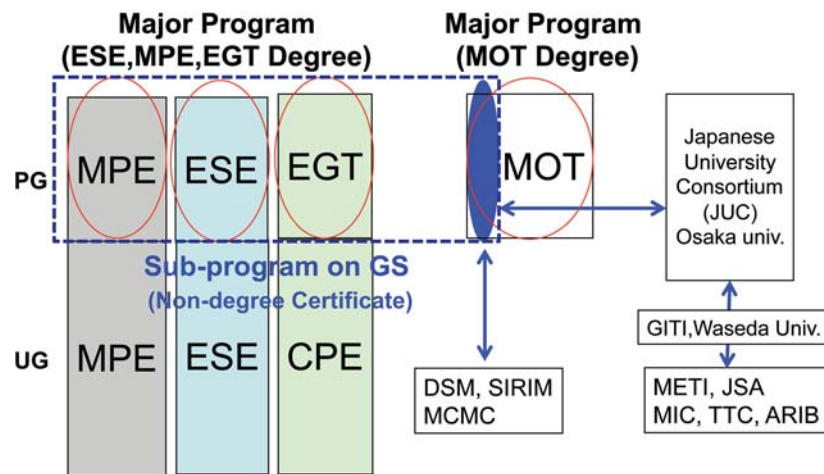 Major Program
(ESE,MPE,EGT Degree)
Major Program
(MOT Degree)
PG
MPE
ESE
EGT
MOT
Japanese
University
Consortium
(JUC)
Osaka univ.
Sub-program on GS
(Non-degree Certificate)
GITI,Waseda Univ.
UG
MPE
ESE
CPE
DSM, SIRIM
MCMC
METI, JSA
MIC, TTC, ARIB